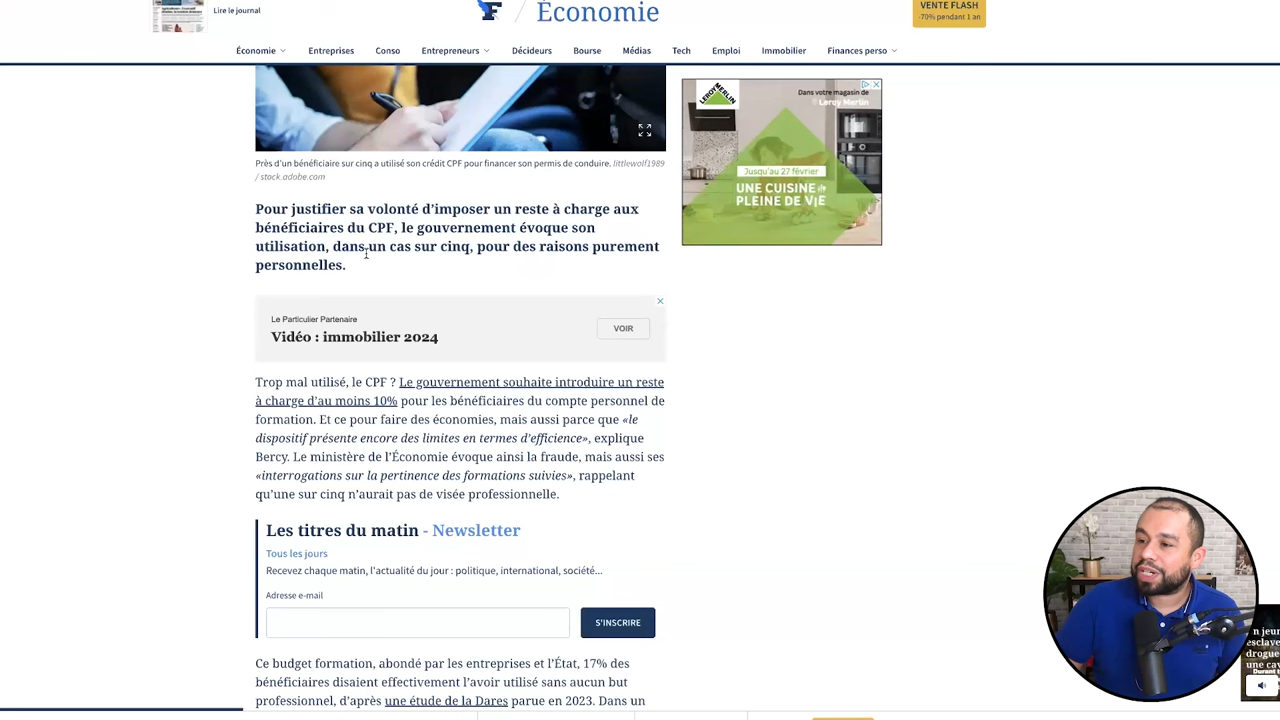 Lire le journal
Économie
VENTE FLASH
-70% pendant 1 an
Économie Entreprises Conso Entrepreneurs Décideurs Bourse Médias Tech Emploi Immobilier Finances perso
LEROY MERLIN
Dans votre magasin de
Leroy Merlin
Jusqu'au 27 février
UNE CUISINE
PLEINE DE VIE
Près d'un bénéficiaire sur cinq a utilisé son crédit CPF pour financer son permis de conduire. littlewolf1989
/ stock.adobe.com
Pour justifier sa volonté d'imposer un reste à charge aux
bénéficiaires du CPF, le gouvernement évoque son
utilisation, dans un cas sur cinq, pour des raisons purement
personnelles.
Le Particulier Partenaire
Vidéo : immobilier 2024
VOIR
Trop mal utilisé, le CPF ? Le gouvernement souhaite introduire un reste
à charge d'au moins 10% pour les bénéficiaires du compte personnel de
formation. Et ce pour faire des économies, mais aussi parce que «le
dispositif présente encore des limites en termes d'efficience», explique
Bercy. Le ministère de l'Économie évoque ainsi la fraude, mais aussi ses
«interrogations sur la pertinence des formations suivies», rappelant
qu'une sur cinq n'aurait pas de visée professionnelle.
Les titres du matin - Newsletter
Tous les jours
Recevez chaque matin, l'actualité du jour : politique, international, société...
Adresse e-mail
S'INSCRIRE
Ce budget formation, abondé par les entreprises et l'État, 17% des
bénéficiaires disaient effectivement l'avoir utilisé sans aucun but
professionnel, d'après une étude de la Dares parue en 2023. Dans un